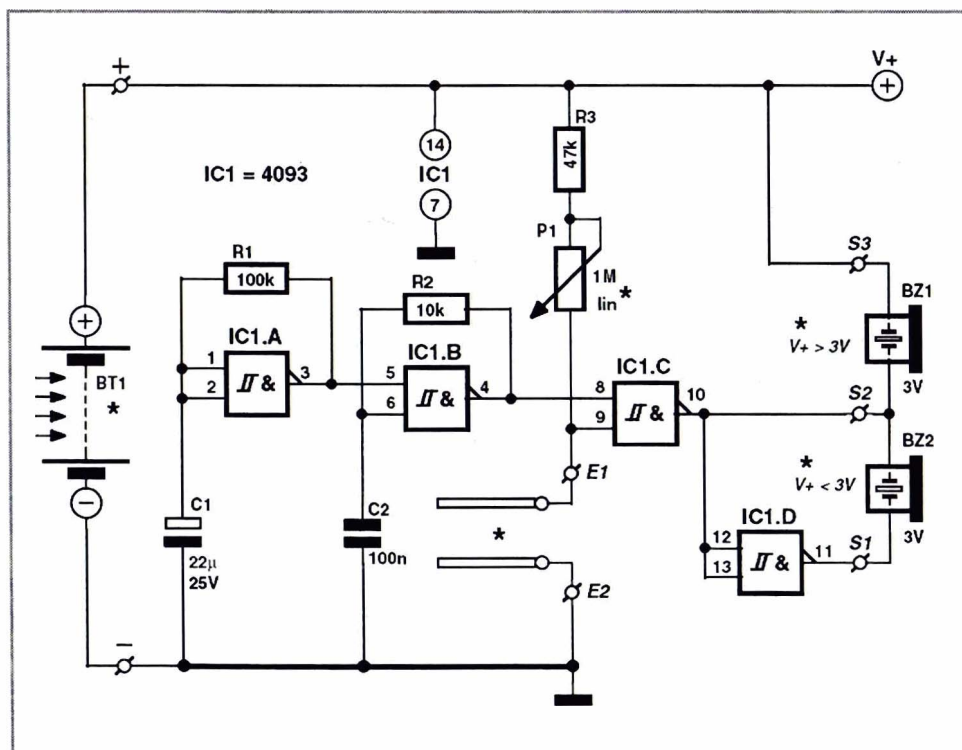 +
V+
+
R3
47k
14
IC1
7
IC1 = 4093
P1
1M
lin *
R1
100k
R2
10k
S3
BZ1
*
V+ > 3V
3V
+
BT1
*
−
IC1.A
1
2
&
3
IC1.B
5
6
&
4
IC1.C
8
9
&
10
S2
BZ2
*
V+ < 3V
3V
E1
*
E2
C1
22µ
25V
C2
100n
IC1.D
12
13
&
11
S1
−